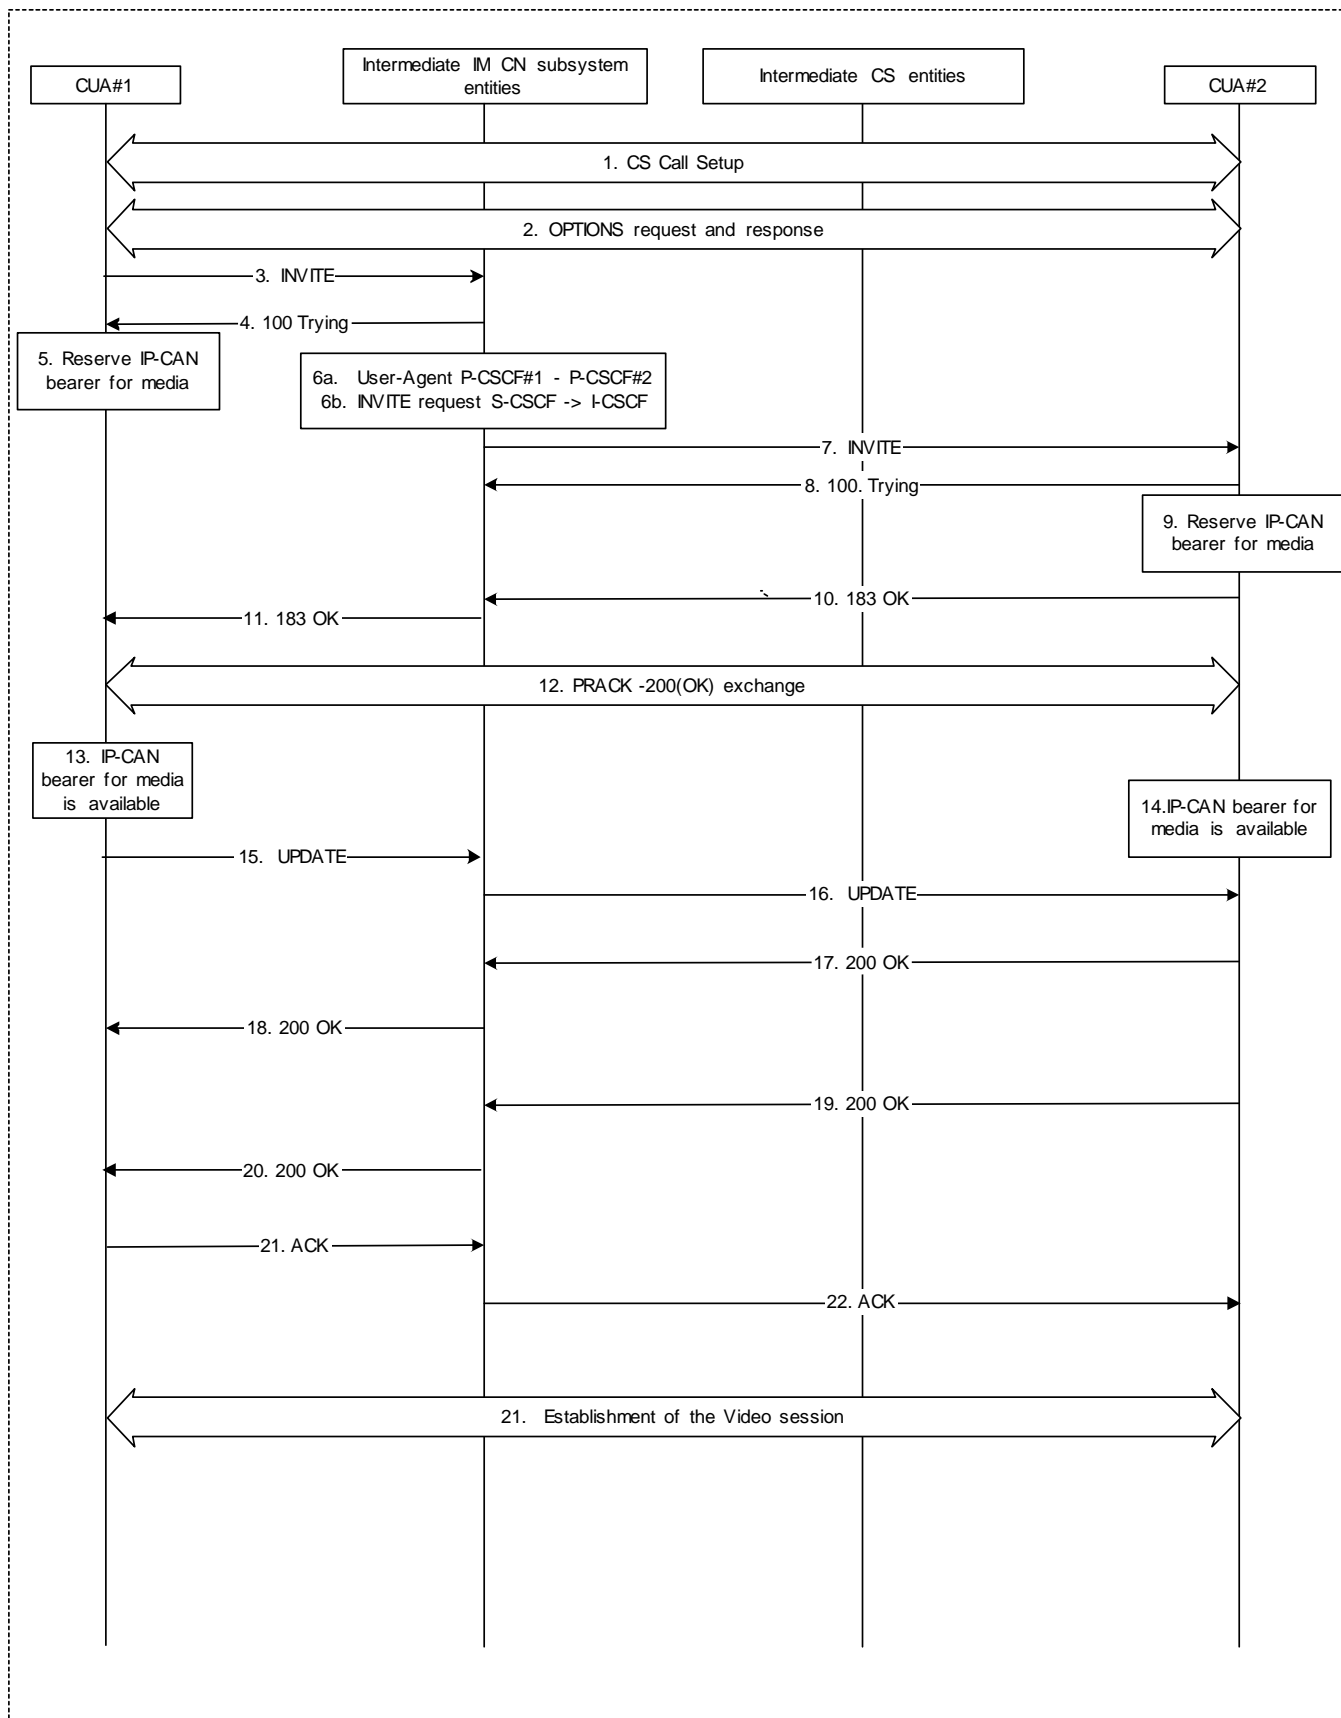 CUA#1
Intermediate IM CN subsystem
entities
Intermediate CS entities
CUA#2
1. CS Call Setup
2. OPTIONS request and response
3. INVITE
4. 100 Trying
5. Reserve IP-CAN
bearer for media
6a. User-Agent P-CSCF#1 - P-CSCF#2
6b. INVITE request S-CSCF -> I-CSCF
7. INVITE
8. 100. Trying
9. Reserve IP-CAN
bearer for media
10. 183 OK
11. 183 OK
12. PRACK -200(OK) exchange
13. IP-CAN
bearer for media
is available
14.IP-CAN bearer for
media is available
15. UPDATE
16. UPDATE
17. 200 OK
18. 200 OK
19. 200 OK
20. 200 OK
21. ACK
22. ACK
21. Establishment of the Video session